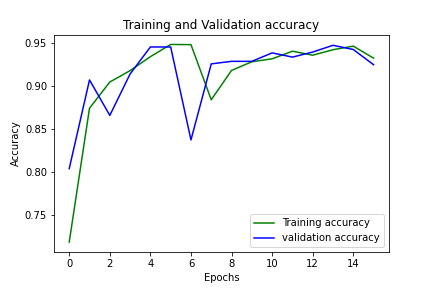 Training and Validation accuracy
Accuracy
0.95
0.90
0.85
0.80
0.75
Training accuracy
validation accuracy
0 2 4 6 8 10 12 14
Epochs